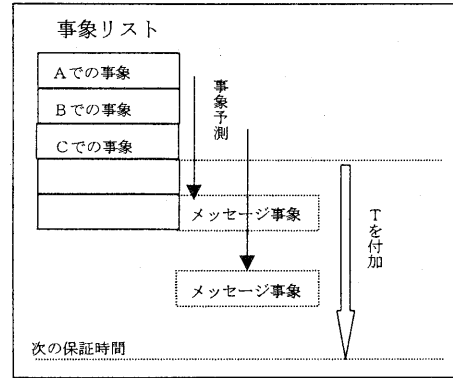 事象リスト
Aでの事象
Bでの事象
Cでの事象
事象予測
メッセージ事象
Tを付加
メッセージ事象
次の保証時間